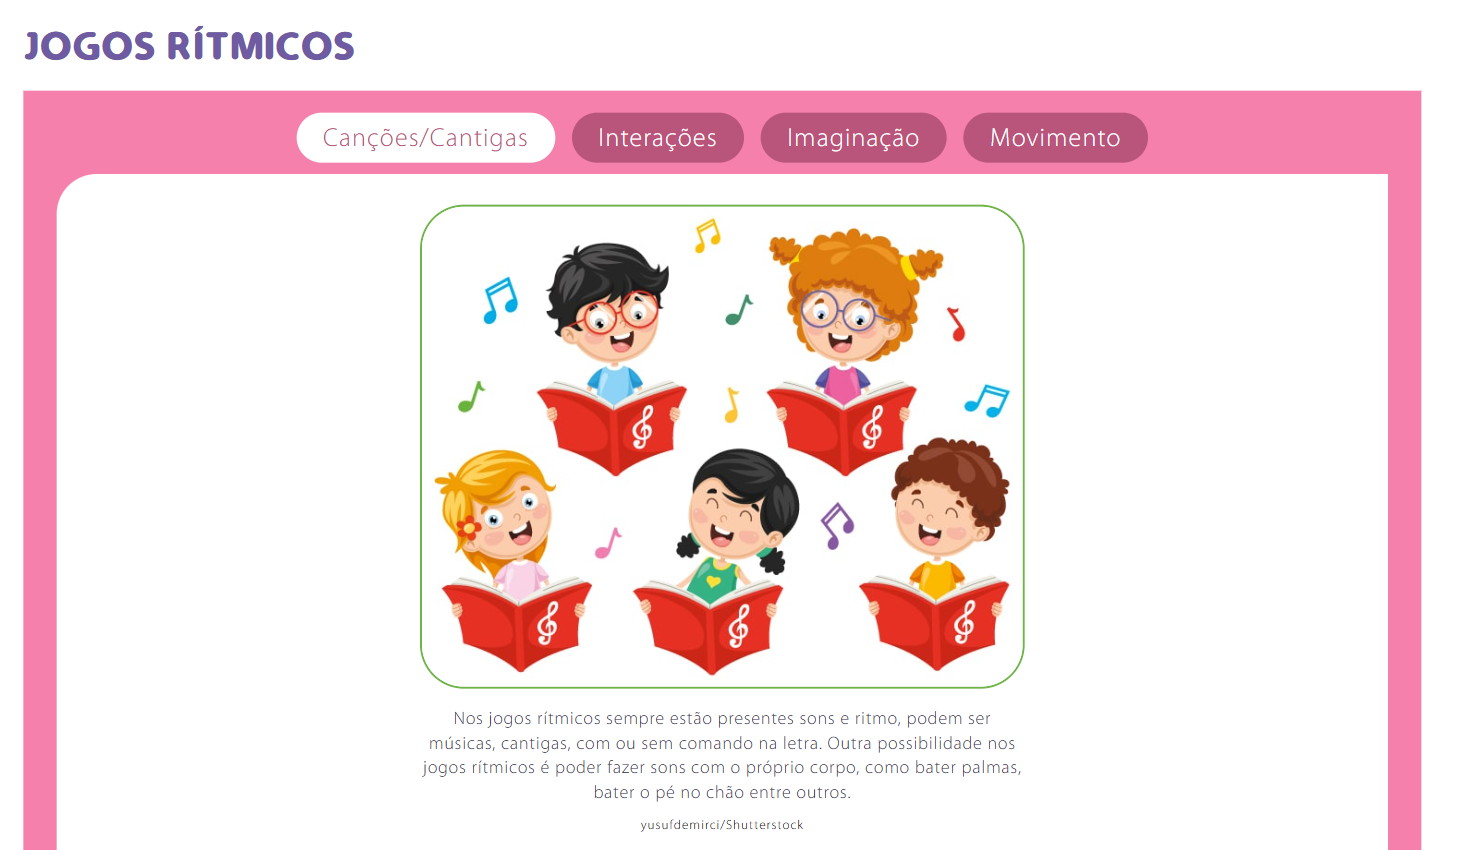 JOGOS RÍTMICOS
Canções/Cantigas
Interações
Imaginação
Movimento
Nos jogos rítmicos sempre estão presentes sons e ritmo, podem ser
músicas, cantigas, com ou sem comando na letra. Outra possibilidade nos
jogos rítmicos é poder fazer sons com o próprio corpo, como bater palmas,
bater o pé no chão entre outros.
yusufdemirci/Shutterstock